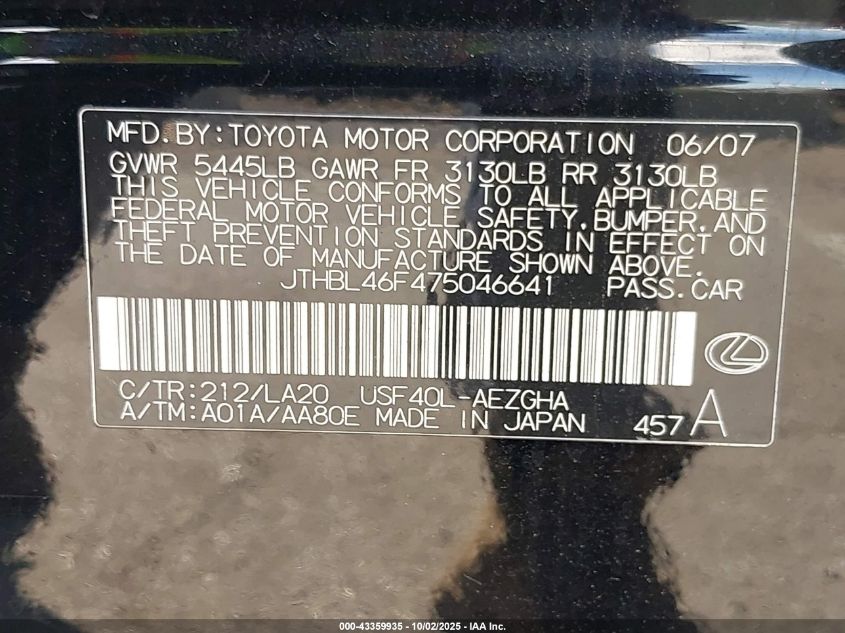 MFD.BY:TOYOTA MOTOR CORPORATION 06/07
GVWR 5445LB GAWR FR 3130LB RR 3130LB
THIS VEHICLE CONFORMS TO ALL APPLICABLE
FEDERAL MOTOR VEHICLE SAFETY,BUMPER,AND
THEFT PREVENTION STANDARDS IN EFFECT ON
THE DATE OF MANUFACTURE SHOWN ABOVE.
JTHBL46F475046641 PASS.CAR
C/TR:212/LA20 USF40L-AEZGHA
A/TM:A01A/AA80E MADE IN JAPAN 457A
000-43359935 - 10/02/2025 - IAA Inc.